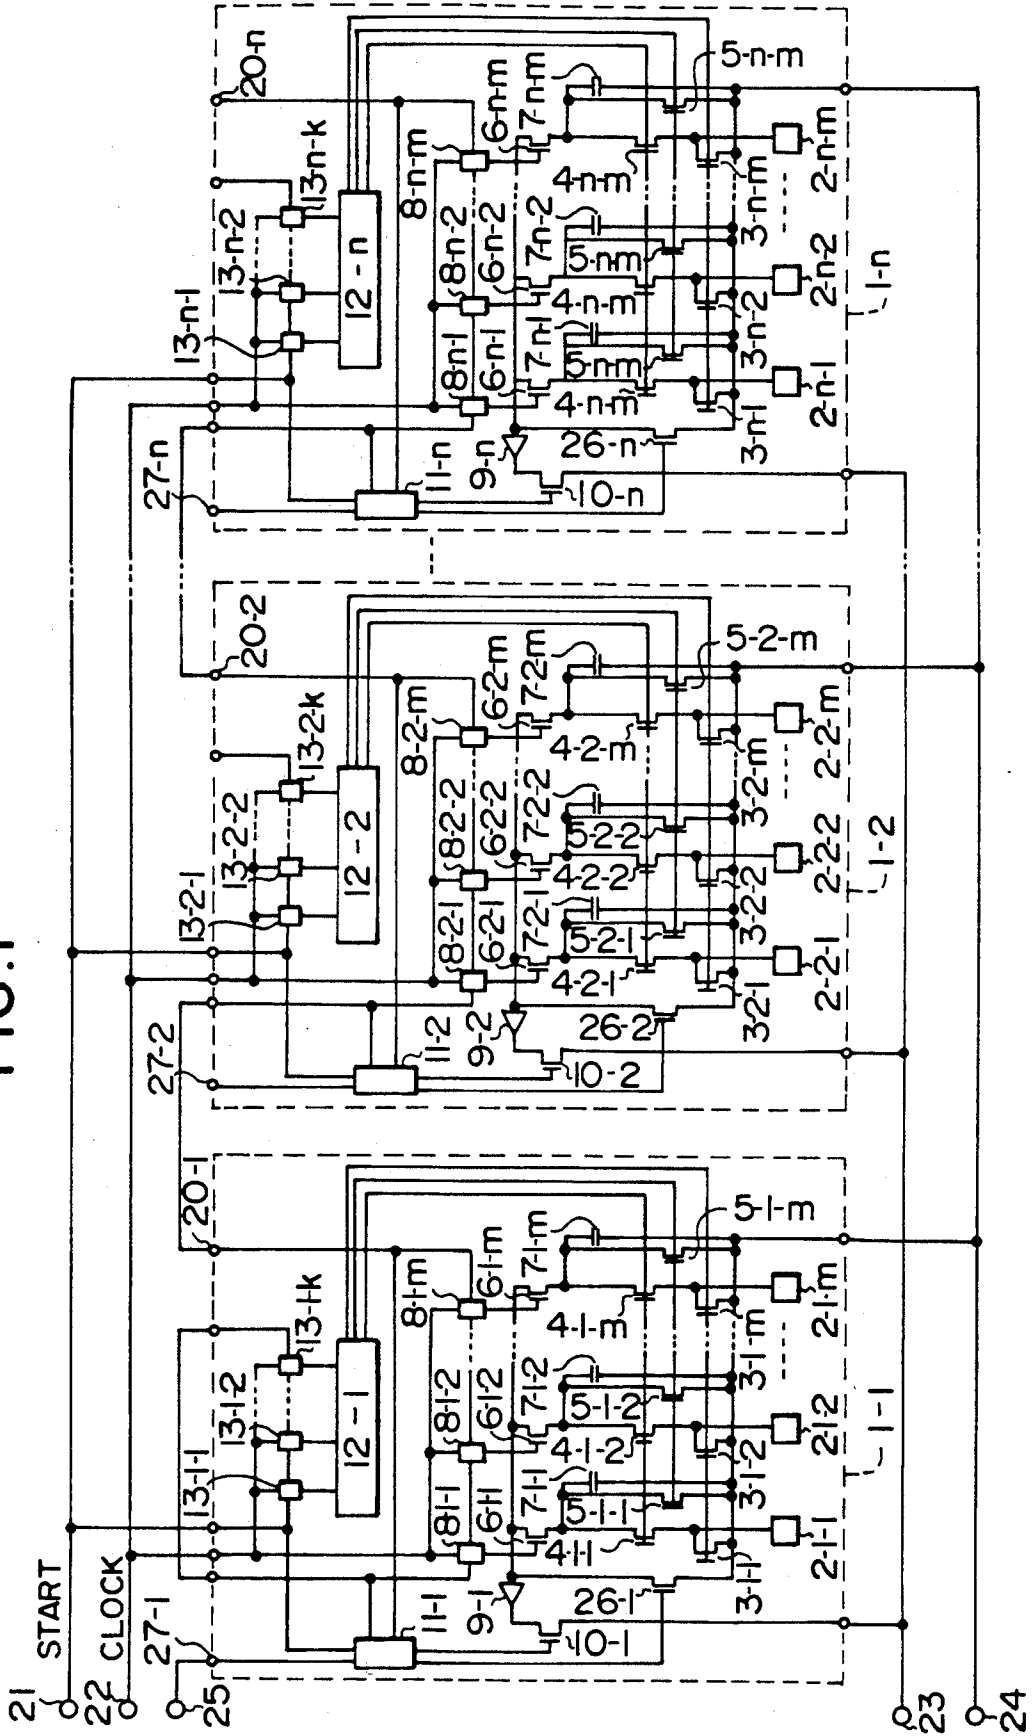 FIG.1
21
START
22
CLOCK
27-1
25
13-1-1
13-1-2
13-1-k
20-1
12-1
11-1
8-1-1
8-1-2
8-1-m
6-1-1
6-1-2
6-1-m
7-1-1
7-1-2
7-1-m
9-1
10-1
26-1
4-1-1
5-1-1
4-1-2
5-1-2
4-1-m
5-1-m
3-1-1
3-1-2
3-1-m
2-1-1
2-1-2
2-1-m
1-1
27-2
13-2-1
13-2-2
13-2-k
20-2
12-2
11-2
8-2-1
8-2-2
8-2-m
6-2-1
6-2-2
6-2-m
7-2-1
7-2-2
7-2-m
9-2
10-2
26-2
4-2-1
5-2-1
4-2-2
5-2-2
4-2-m
5-2-m
3-2-1
3-2-2
3-2-m
2-2-1
2-2-2
2-2-m
1-2
27-n
13-n-1
13-n-2
13-n-k
20-n
12-n
11-n
8-n-1
8-n-2
8-n-m
6-n-1
6-n-2
6-n-m
7-n-1
7-n-2
7-n-m
9-n
10-n
26-n
4-n-m
5-n-m
4-n-m
5-n-m
4-n-m
5-n-m
3-n-1
3-n-2
3-n-m
2-n-1
2-n-2
2-n-m
1-n
23
24